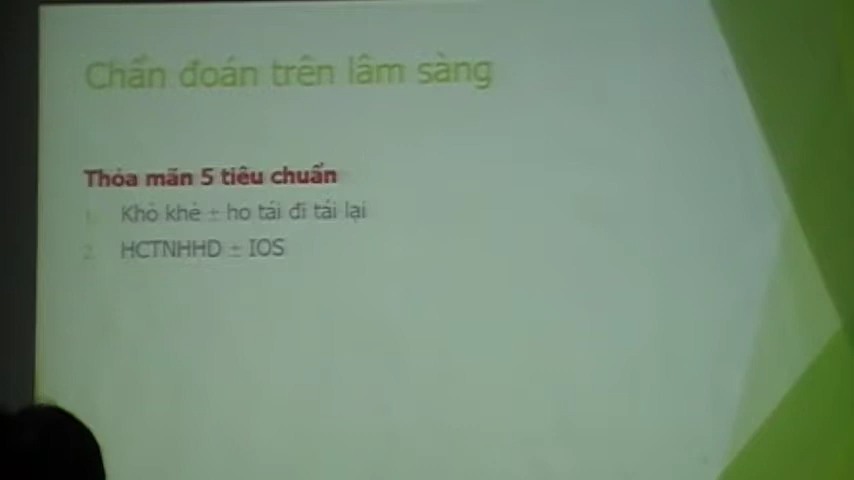 Chẩn đoán trên lâm sàng
Thỏa mãn 5 tiêu chuẩn
1. Khò khè ± ho tái đi tái lại
2. HCTNHHD ± IOS